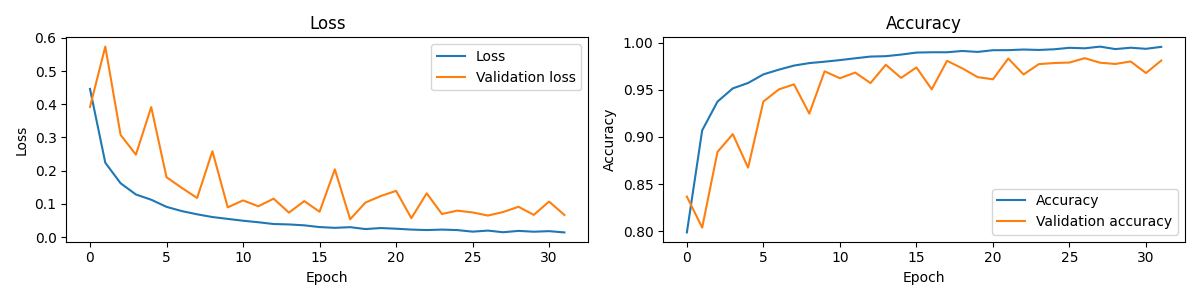 Loss
0.6
0.5
0.4
0.3
0.2
0.1
0.0
Loss
Loss
Validation loss
0 5 10 15 20 25 30
Epoch
Accuracy
1.00
0.95
0.90
0.85
0.80
Accuracy
Accuracy
Validation accuracy
0 5 10 15 20 25 30
Epoch